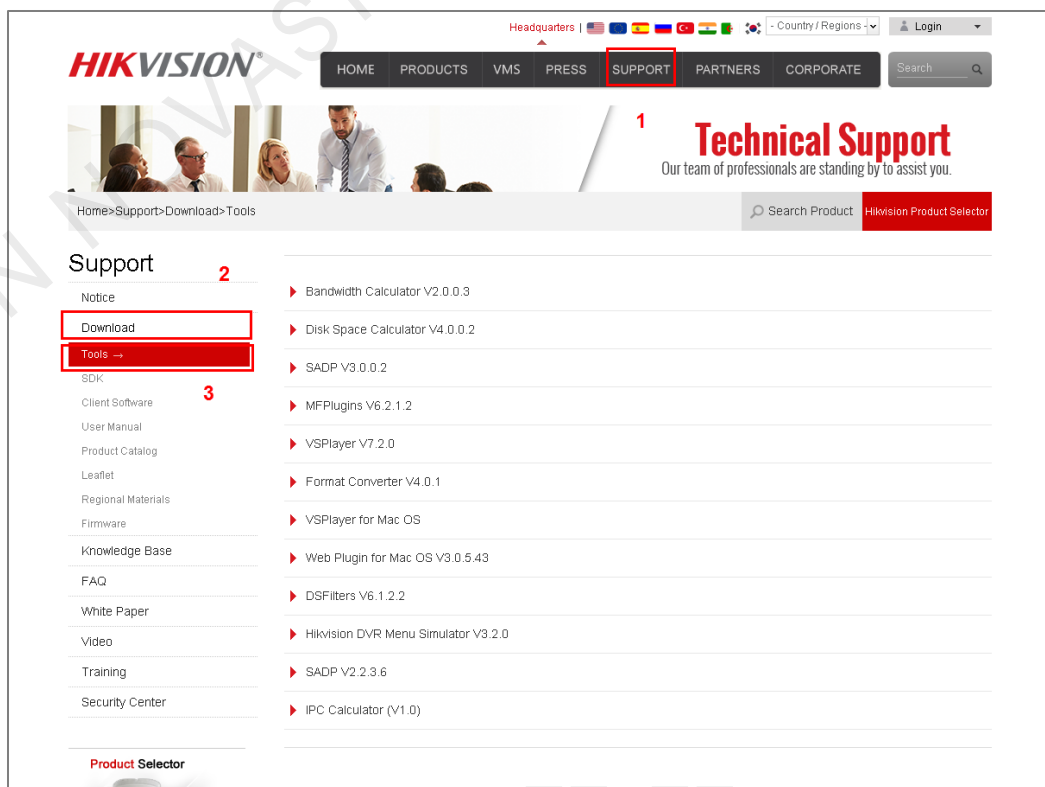 Headquarters | - Country / Regions - Login
HIKVISION®
HOME PRODUCTS VMS PRESS SUPPORT PARTNERS CORPORATE Search
1
Technical Support
Our team of professionals are standing by to assist you.
Home>Support>Download>Tools
Search Product Hikvision Product Selector
Support
2
Notice
Download
Tools →
SDK
3
Client Software
User Manual
Product Catalog
Leaflet
Regional Materials
Firmware
Knowledge Base
FAQ
White Paper
Video
Training
Security Center
Bandwidth Calculator V2.0.0.3
Disk Space Calculator V4.0.0.2
SADP V3.0.0.2
MFPlugins V6.2.1.2
VSPlayer V7.2.0
Format Converter V4.0.1
VSPlayer for Mac OS
Web Plugin for Mac OS V3.0.5.43
DSFilters V6.1.2.2
Hikvision DVR Menu Simulator V3.2.0
SADP V2.2.3.6
IPC Calculator (V1.0)
Product Selector